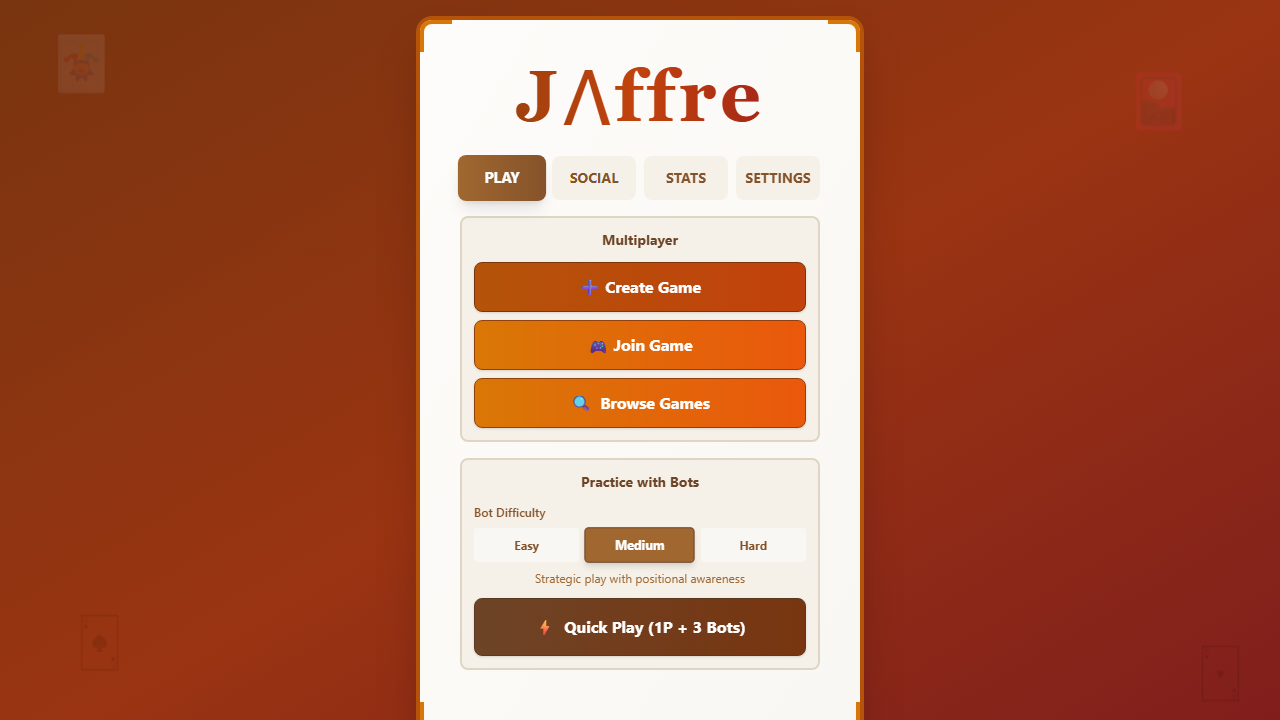 JΛffre
PLAY SOCIAL STATS SETTINGS
Multiplayer
➕ Create Game
🎮 Join Game
🔍 Browse Games
Practice with Bots
Bot Difficulty
Easy Medium Hard
Strategic play with positional awareness
⚡ Quick Play (1P + 3 Bots)